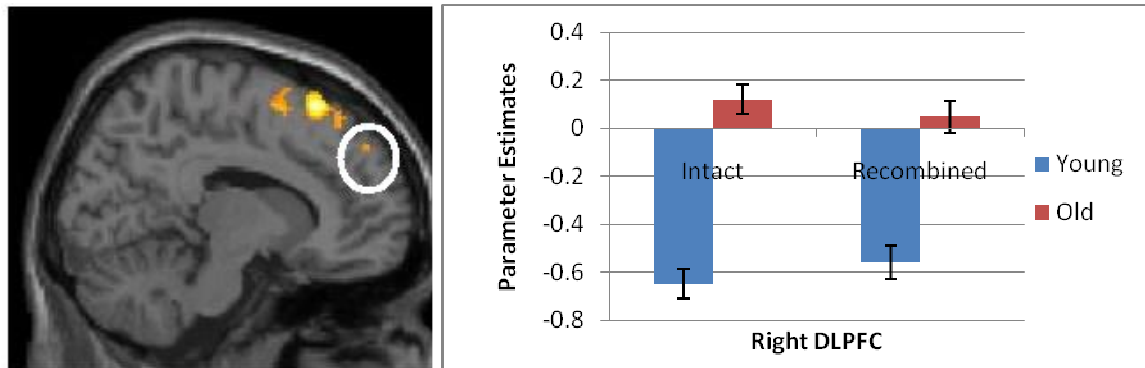 0.4
0.2
0
-0.2
-0.4
-0.6
-0.8
Parameter Estimates
Intact
Recombined
Young
Old
Right DLPFC